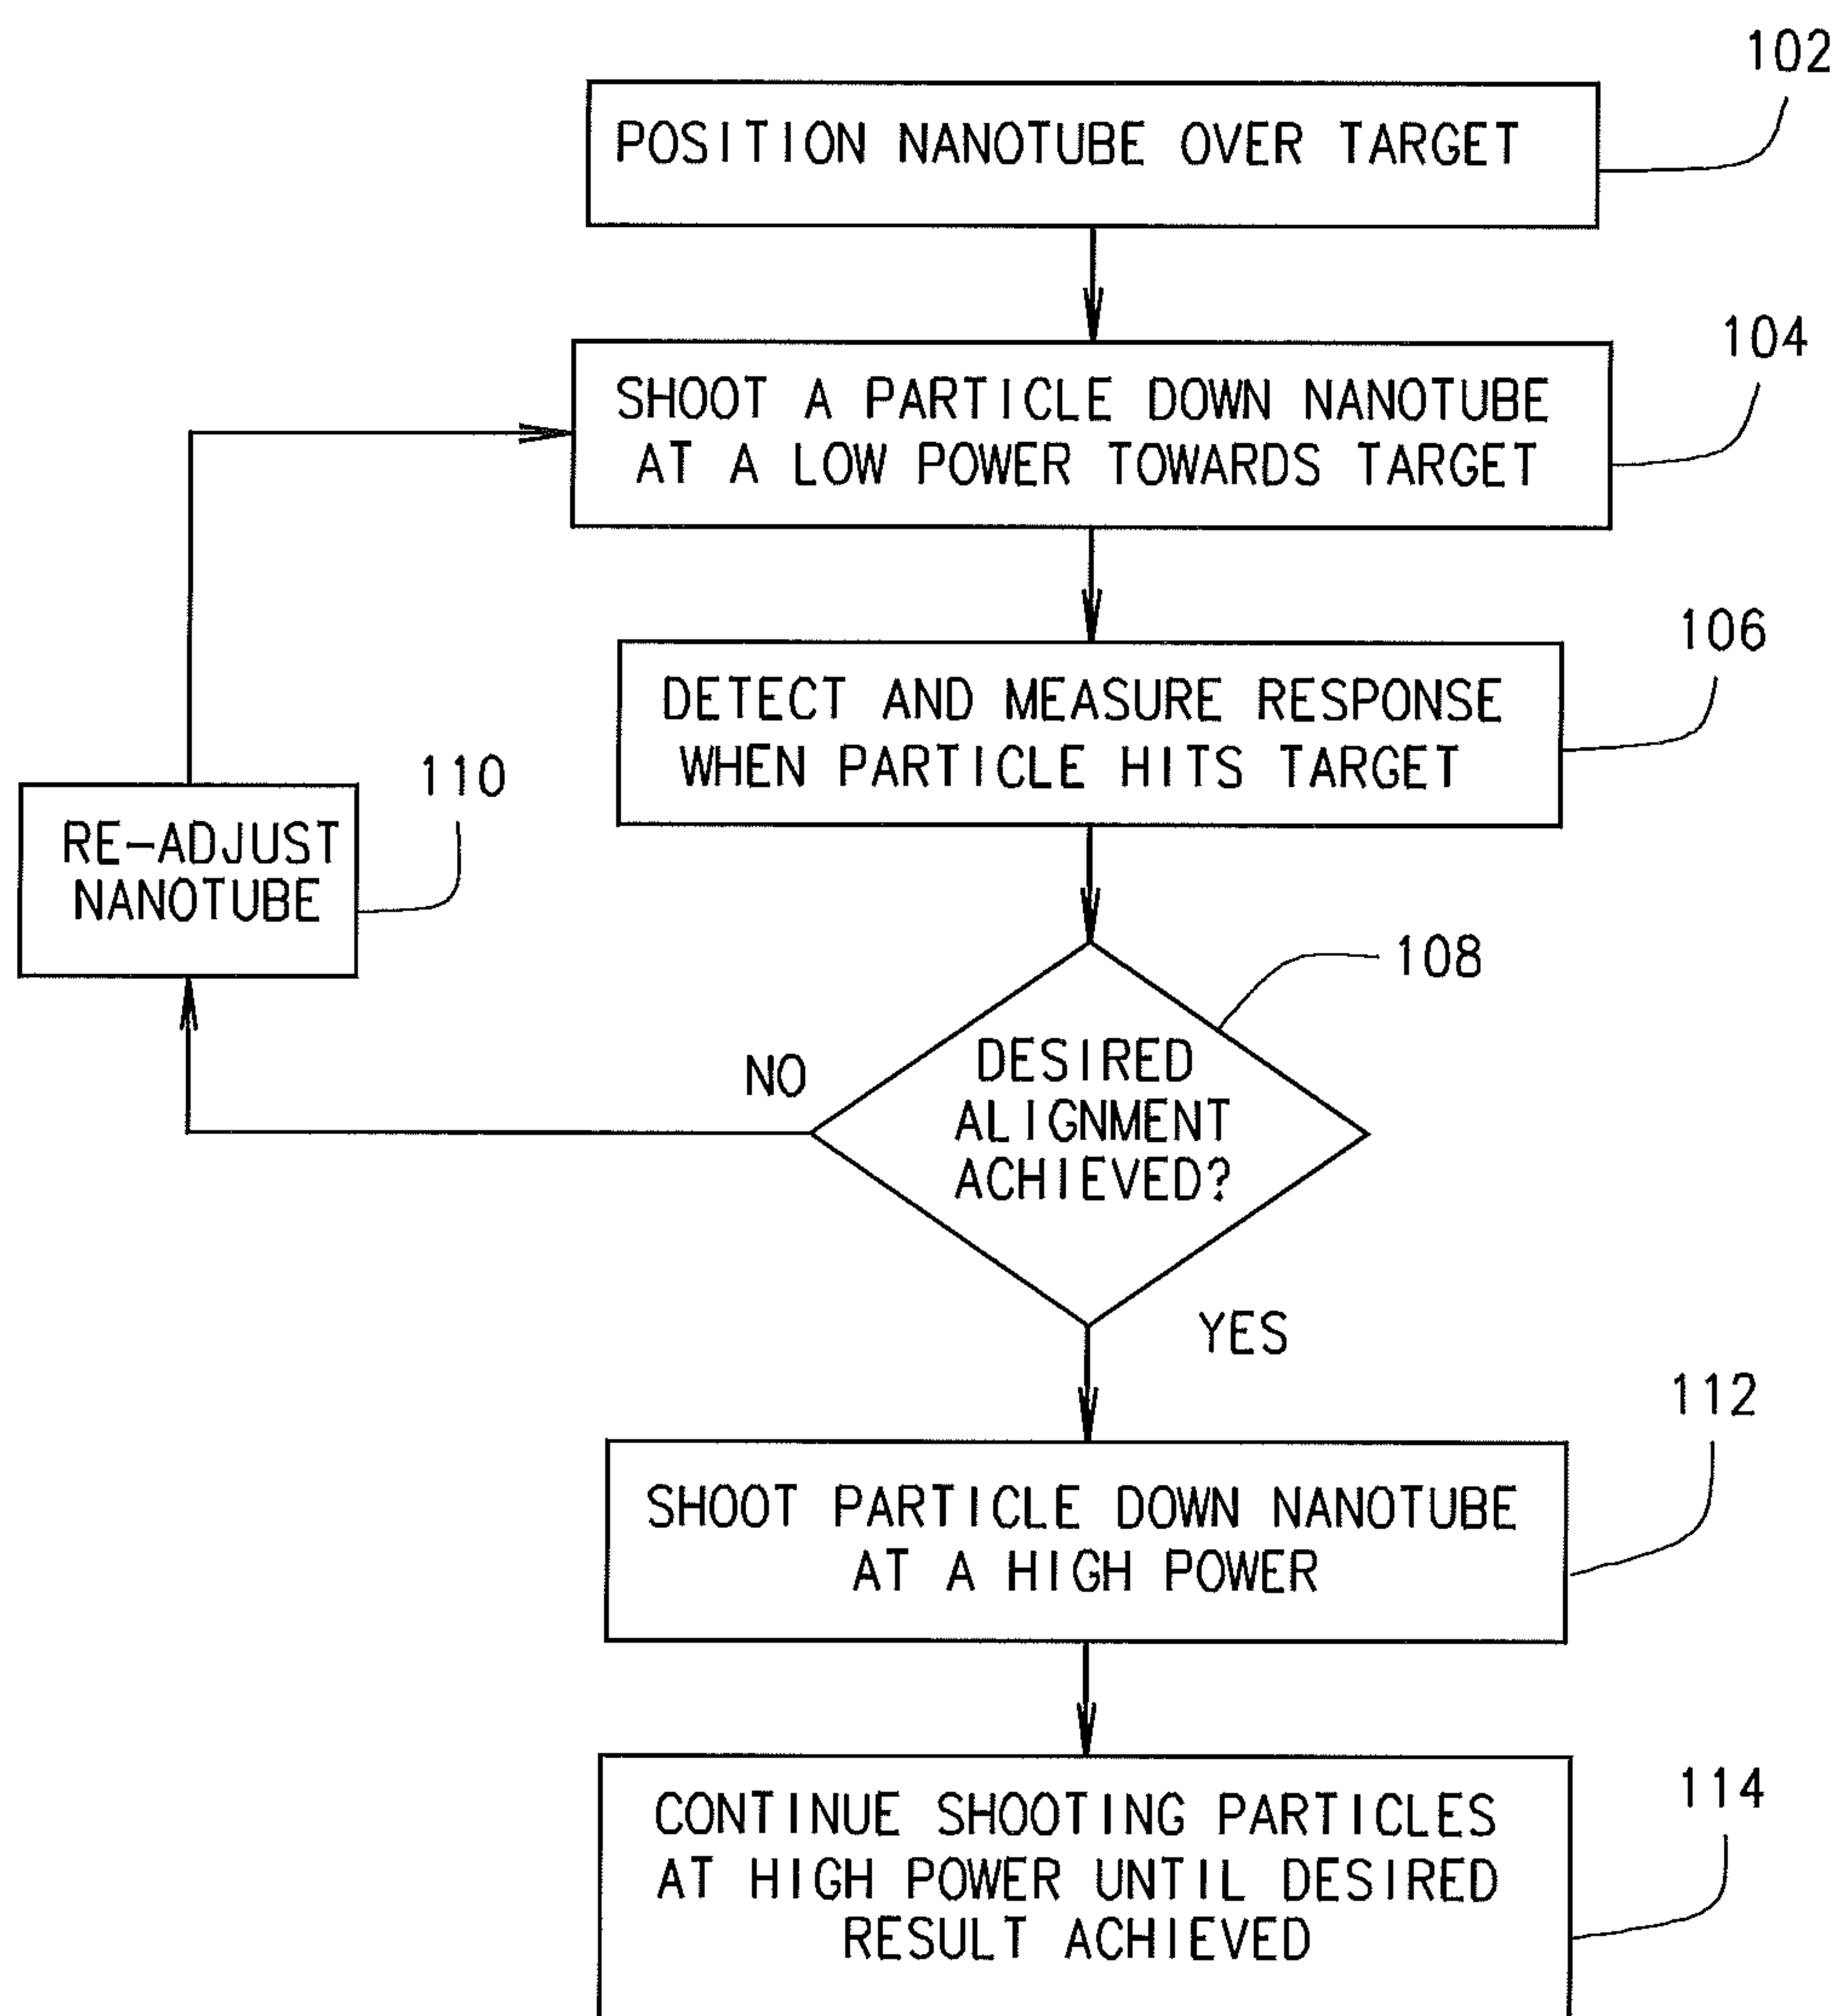 102
POSITION NANOTUBE OVER TARGET
104
SHOOT A PARTICLE DOWN NANOTUBE
AT A LOW POWER TOWARDS TARGET
106
DETECT AND MEASURE RESPONSE
WHEN PARTICLE HITS TARGET
110
RE-ADJUST
NANOTUBE
108
DESIRED
ALIGNMENT
ACHIEVED?
NO
YES
112
SHOOT PARTICLE DOWN NANOTUBE
AT A HIGH POWER
114
CONTINUE SHOOTING PARTICLES
AT HIGH POWER UNTIL DESIRED
RESULT ACHIEVED